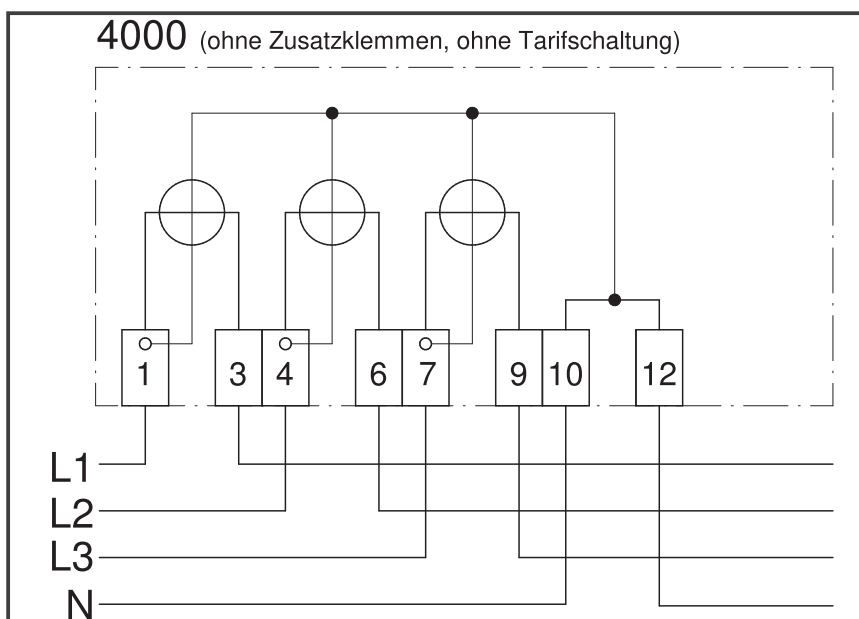 4000 (ohne Zusatzklemmen, ohne Tarifschaltung)
1 3 4 6 7 9 10 12
L1
L2
L3
N